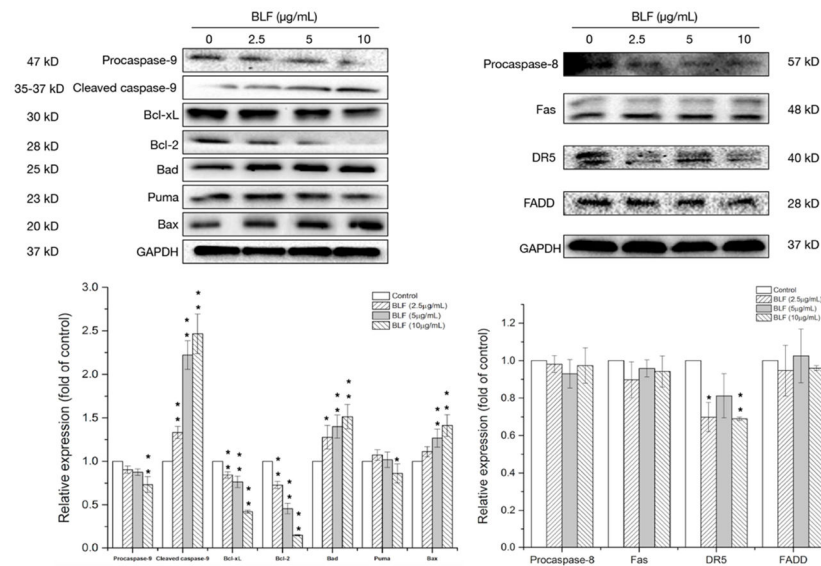 BLF (μg/mL)
0 2.5 5 10
47 kD Procaspase-9
35-37 kD Cleaved caspase-9
30 kD Bcl-xL
28 kD Bcl-2
25 kD Bad
23 kD Puma
20 kD Bax
37 kD GAPDH
BLF (μg/mL)
0 2.5 5 10
Procaspase-8 57 kD
Fas 48 kD
DR5 40 kD
FADD 28 kD
GAPDH 37 kD
Relative expression (fold of control)
3.0
2.5
2.0
1.5
1.0
0.5
0.0
Control
BLF (2.5μg/mL)
BLF (5μg/mL)
BLF (10μg/mL)
Procaspase-9 Cleaved caspase-9 Bcl-xL Bcl-2 Bad Puma Bax
Relative expression (fold of control)
1.2
1.0
0.8
0.6
0.4
0.2
0.0
Control
BLF (2.5μg/mL)
BLF (5μg/mL)
BLF (10μg/mL)
Procaspase-8 Fas DR5 FADD